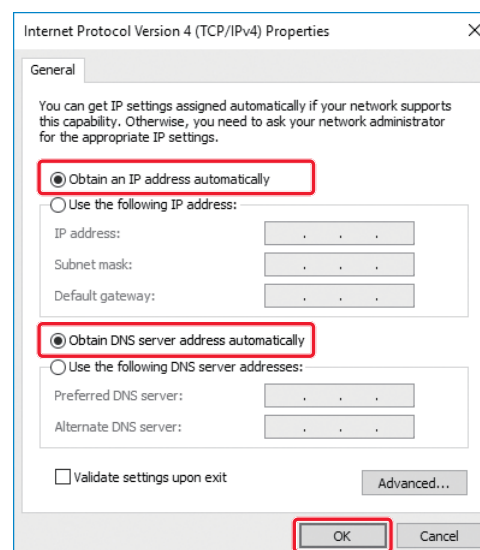 Internet Protocol Version 4 (TCP/IPv4) Properties
General
You can get IP settings assigned automatically if your network supports
this capability. Otherwise, you need to ask your network administrator
for the appropriate IP settings.
Obtain an IP address automatically
Use the following IP address:
IP address:
Subnet mask:
Default gateway:
Obtain DNS server address automatically
Use the following DNS server addresses:
Preferred DNS server:
Alternate DNS server:
Validate settings upon exit
Advanced...
OK Cancel